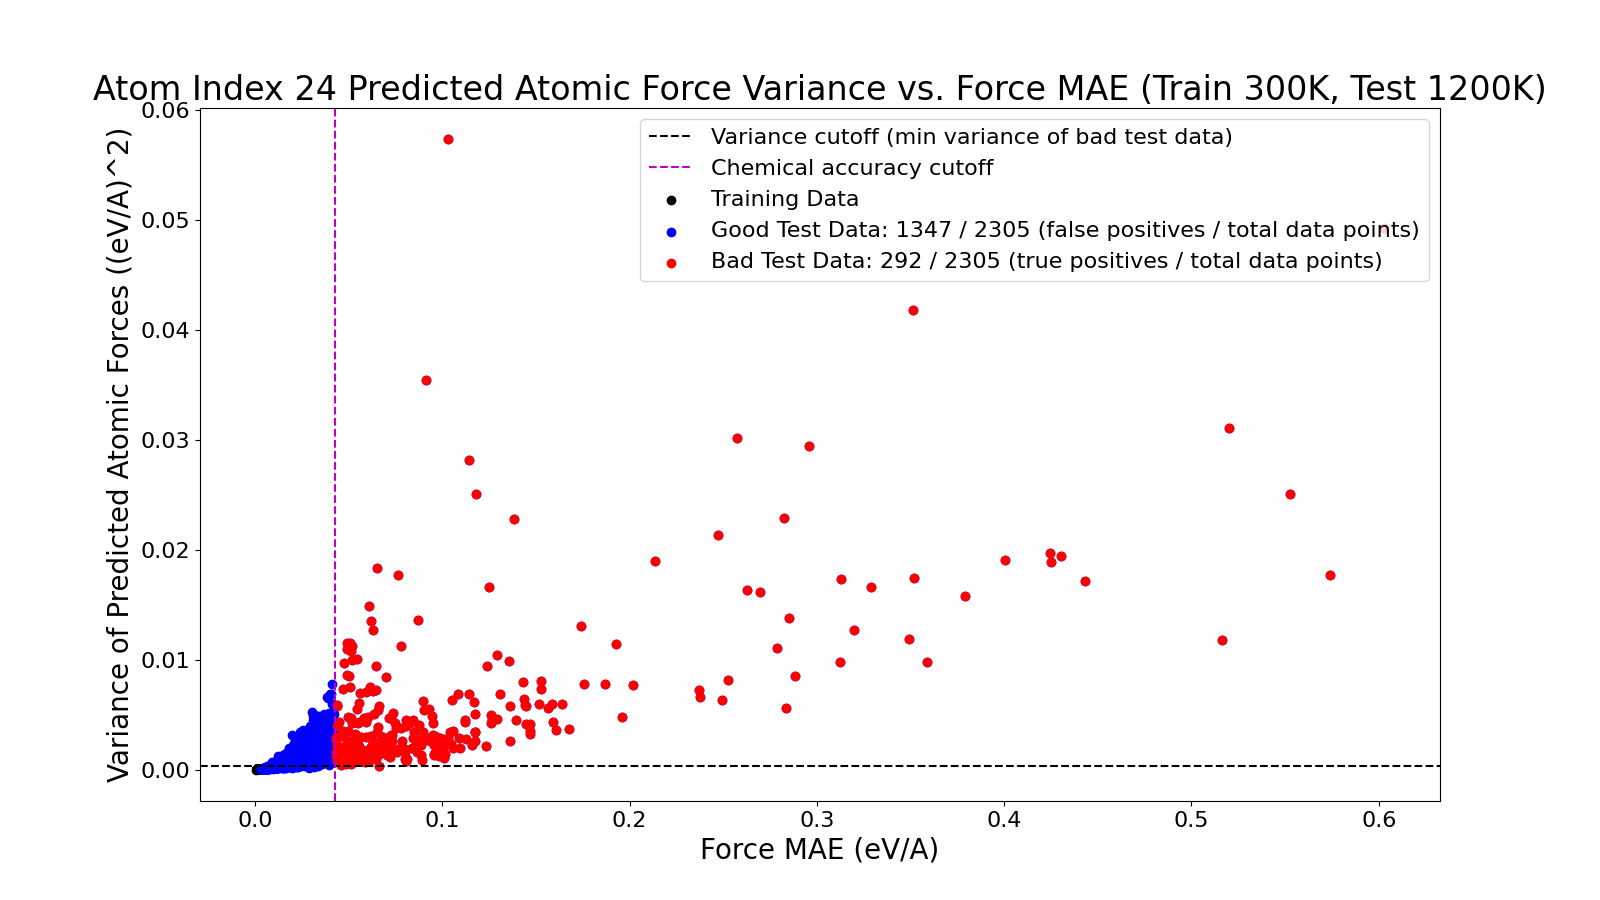 Atom Index 24 Predicted Atomic Force Variance vs. Force MAE (Train 300K, Test 1200K)
Variance of Predicted Atomic Forces ((eV/A)^2)
0.06
0.05
0.04
0.03
0.02
0.01
0.00
Variance cutoff (min variance of bad test data)
Chemical accuracy cutoff
Training Data
Good Test Data: 1347 / 2305 (false positives / total data points)
Bad Test Data: 292 / 2305 (true positives / total data points)
0.0 0.1 0.2 0.3 0.4 0.5 0.6
Force MAE (eV/A)